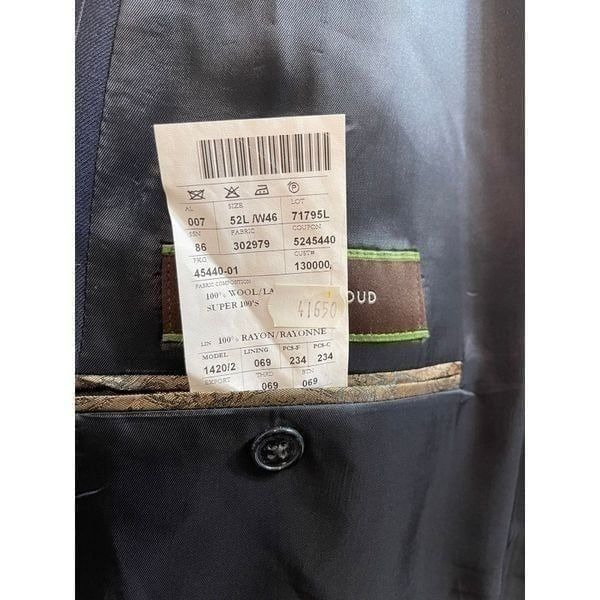 AL SIZE LOT
007 52L /W46 71795L
SSN FABRIC COUPON
86 302979 5245440
PKG CUST#
45440-01 130000,
FABRIC COMPOSITION
100% WOOL/LA
SUPER 100'S
41650
OUD
LIN 100% RAYON/RAYONNE
MODEL LINING PCS-F PCS-C
1420/2 069 234 234
EXPORT THRD BTN
069 069